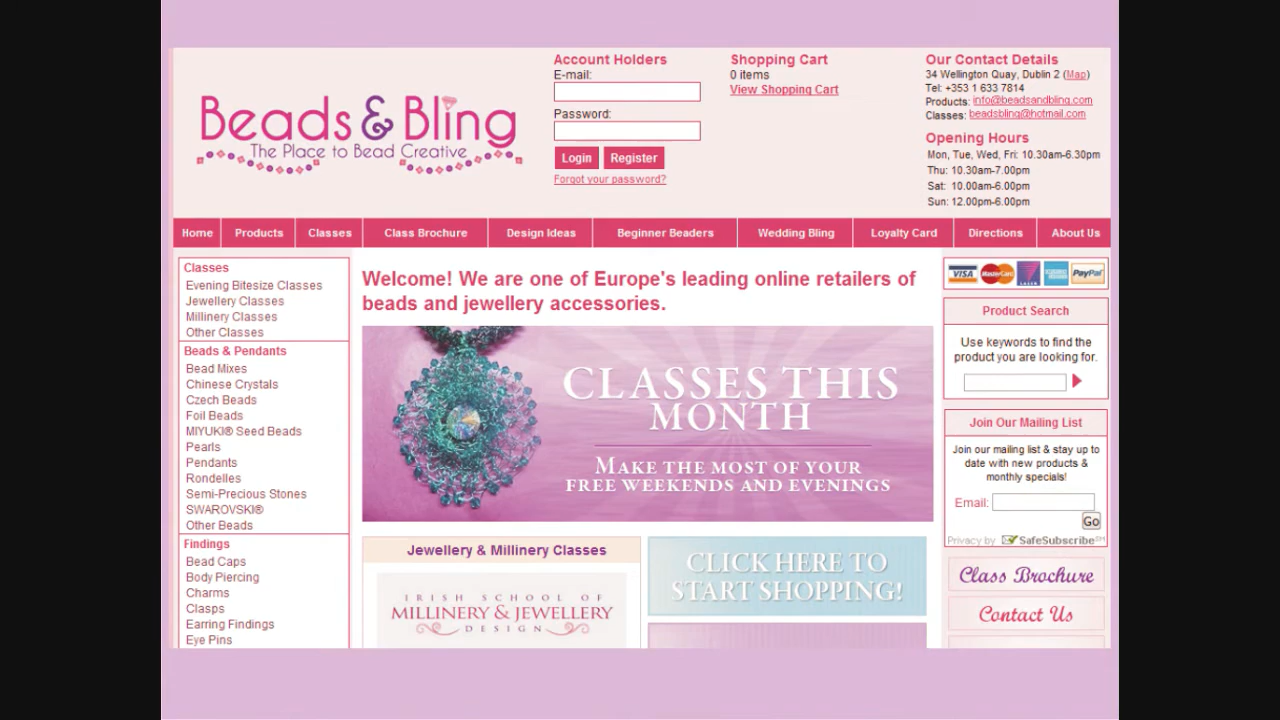 Beads & Bling
The Place to Bead Creative
Account Holders
E-mail:
Password:
Login Register
Forgot your password?
Shopping Cart
0 items
View Shopping Cart
Our Contact Details
34 Wellington Quay, Dublin 2 (Map)
Tel: +353 1 633 7814
Products: info@beadsandbling.com
Classes: beadsbling@hotmail.com
Opening Hours
Mon, Tue, Wed, Fri: 10.30am-6.30pm
Thu: 10.30am-7.00pm
Sat: 10.00am-6.00pm
Sun: 12.00pm-6.00pm
Home Products Classes Class Brochure Design Ideas Beginner Beaders Wedding Bling Loyalty Card Directions About Us
Classes
Evening Bitesize Classes
Jewellery Classes
Millinery Classes
Other Classes
Beads & Pendants
Bead Mixes
Chinese Crystals
Czech Beads
Foil Beads
MIYUKI® Seed Beads
Pearls
Pendants
Rondelles
Semi-Precious Stones
SWAROVSKI®
Other Beads
Findings
Bead Caps
Body Piercing
Charms
Clasps
Earring Findings
Eye Pins
Welcome! We are one of Europe's leading online retailers of
beads and jewellery accessories.
CLASSES THIS
MONTH
MAKE THE MOST OF YOUR
FREE WEEKENDS AND EVENINGS
Jewellery & Millinery Classes
IRISH SCHOOL OF
MILLINERY & JEWELLERY
DESIGN
CLICK HERE TO
START SHOPPING!
VISA MasterCard LASER PayPal
Product Search
Use keywords to find the
product you are looking for.
Join Our Mailing List
Join our mailing list & stay up to
date with new products &
monthly specials!
Email:
Go
Privacy by SafeSubscribe℠
Class Brochure
Contact Us